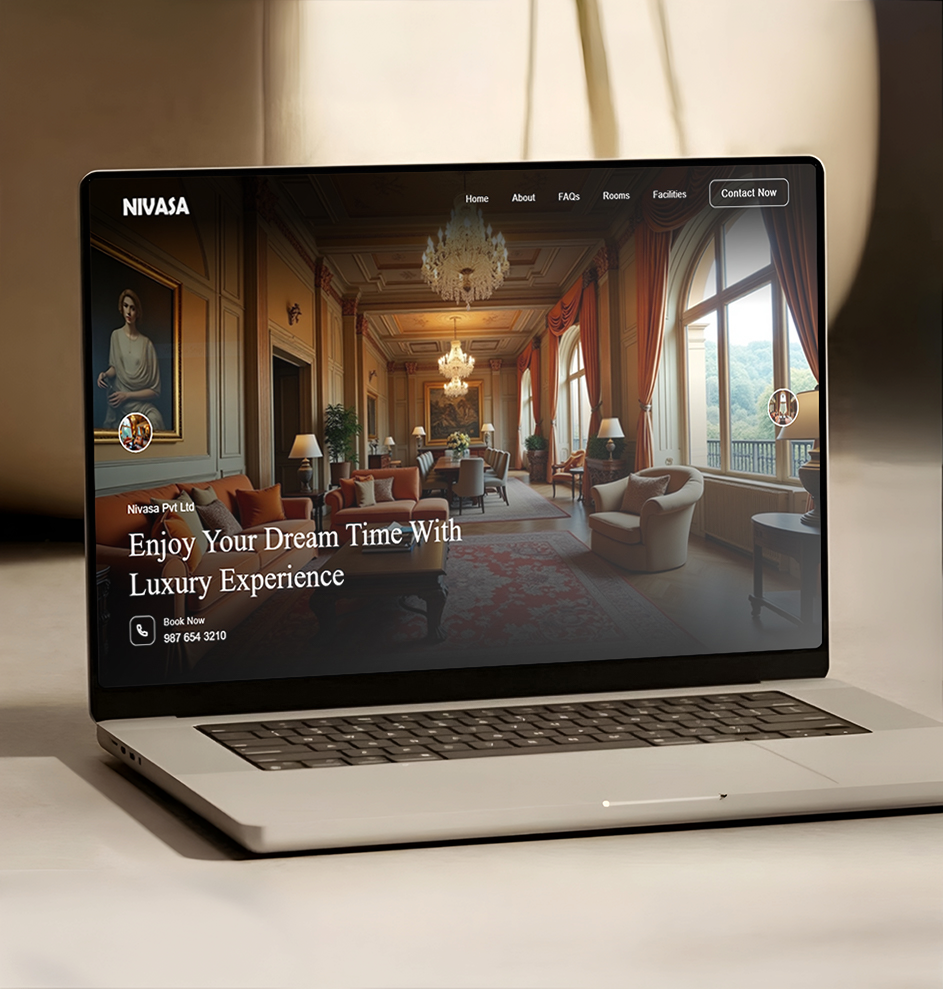 NIVASA
Home
About
FAQs
Rooms
Facilities
Contact Now
Nivasa Pvt Ltd
Enjoy Your Dream Time With
Luxury Experience
Book Now
987 654 3210